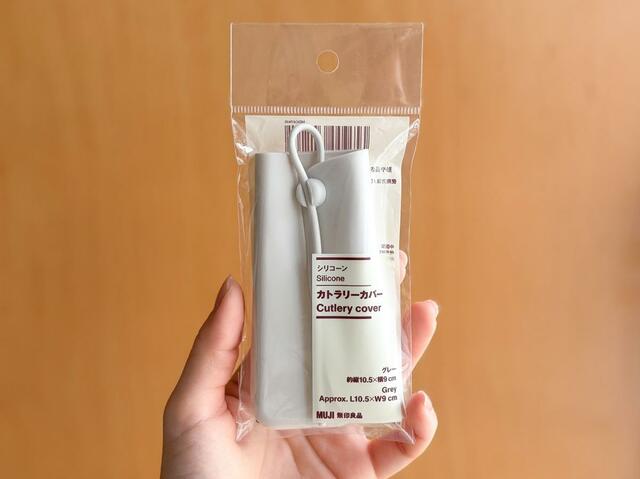 シリコーン
Silicone
カトラリーカバー
Cutlery cover
グレー
約縦10.5×横9cm
Grey
Approx. L10.5×W9 cm
MUJI 無印良品